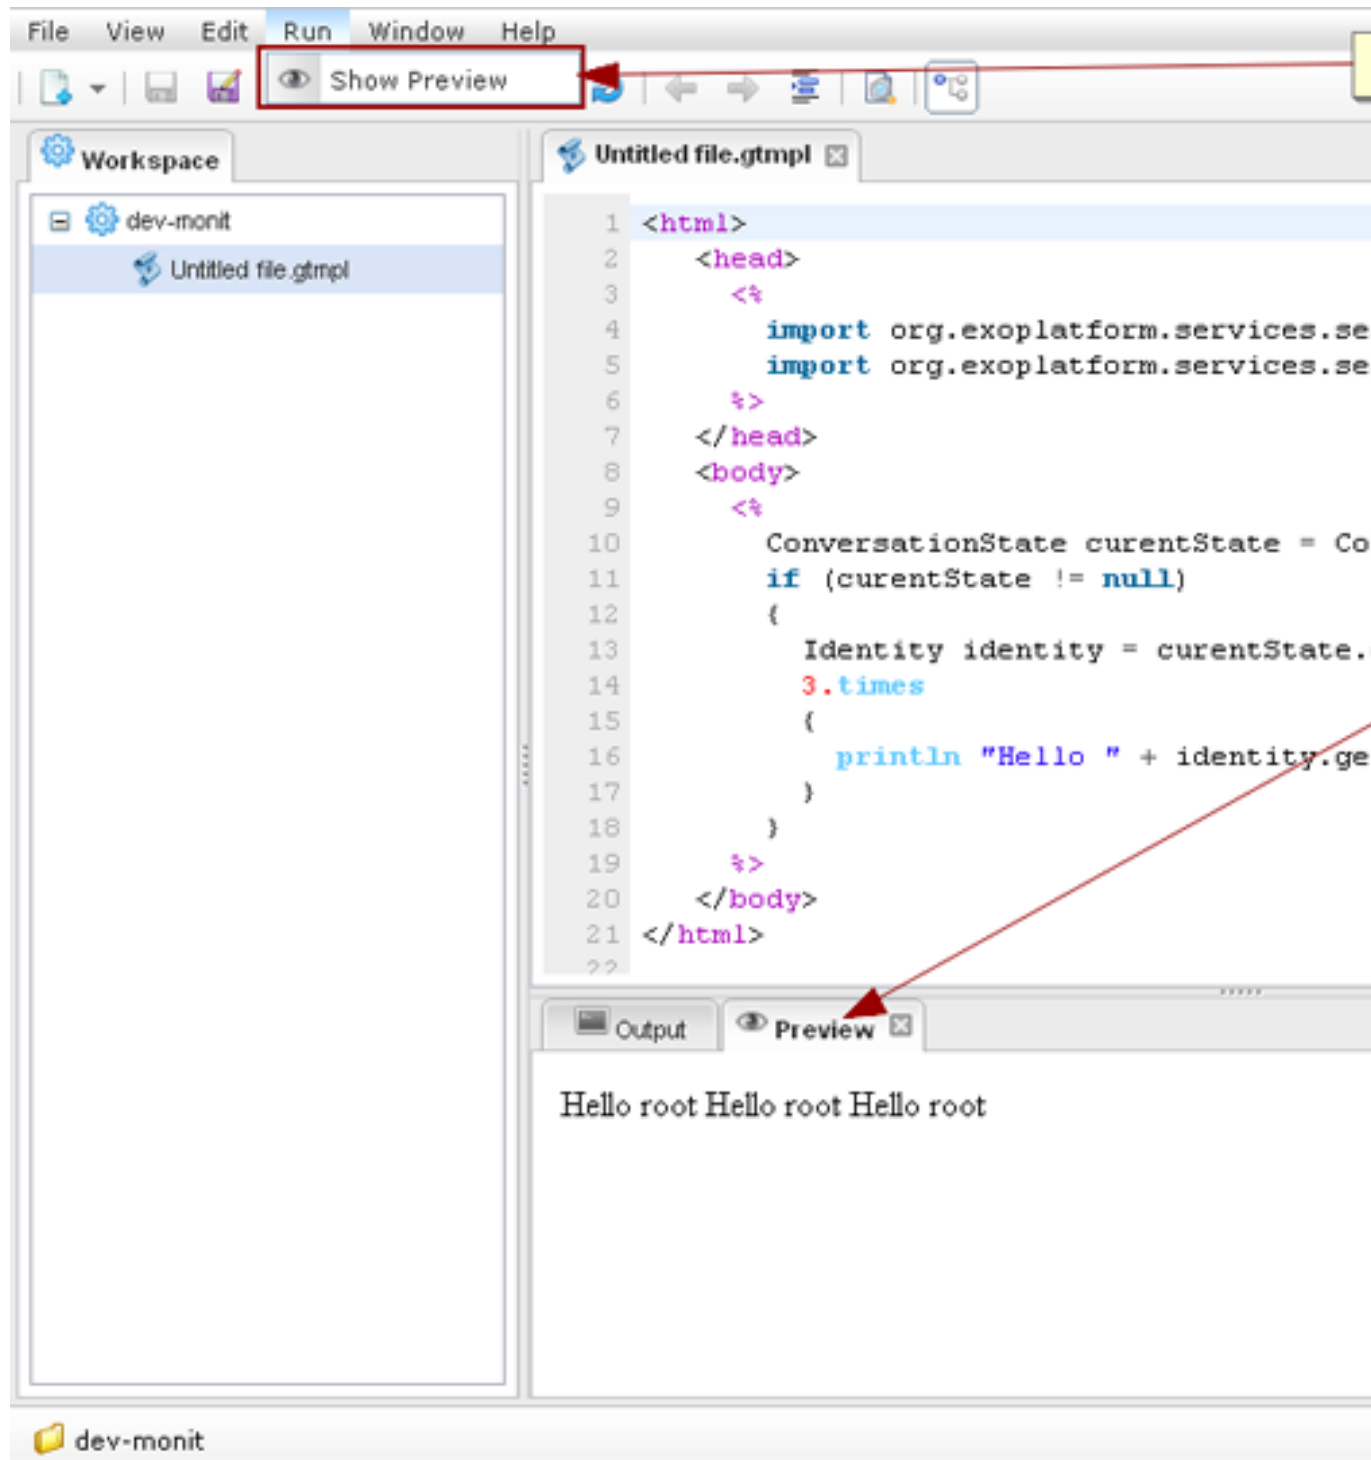 File View Edit Run Window Help
Show Preview
Workspace
dev-monit
Untitled file.gtmpl
Untitled file.gtmpl
1 <html>
2 <head>
3 <%
4 import org.exoplatform.services.se
5 import org.exoplatform.services.se
6 %>
7 </head>
8 <body>
9 <%
10 ConversationState curentState = Co
11 if (curentState != null)
12 {
13 Identity identity = curentState.
14 3.times
15 {
16 println "Hello " + identity.ge
17 }
18 }
19 %>
20 </body>
21 </html>
22
Output Preview
Hello root Hello root Hello root
dev-monit